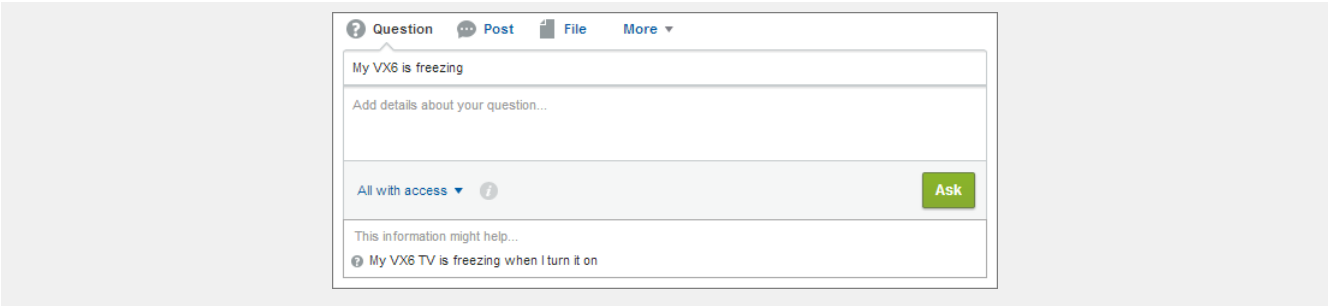 Question Post File More
My VX6 is freezing
Add details about your question...
All with access Ask
This information might help...
My VX6 TV is freezing when I turn it on